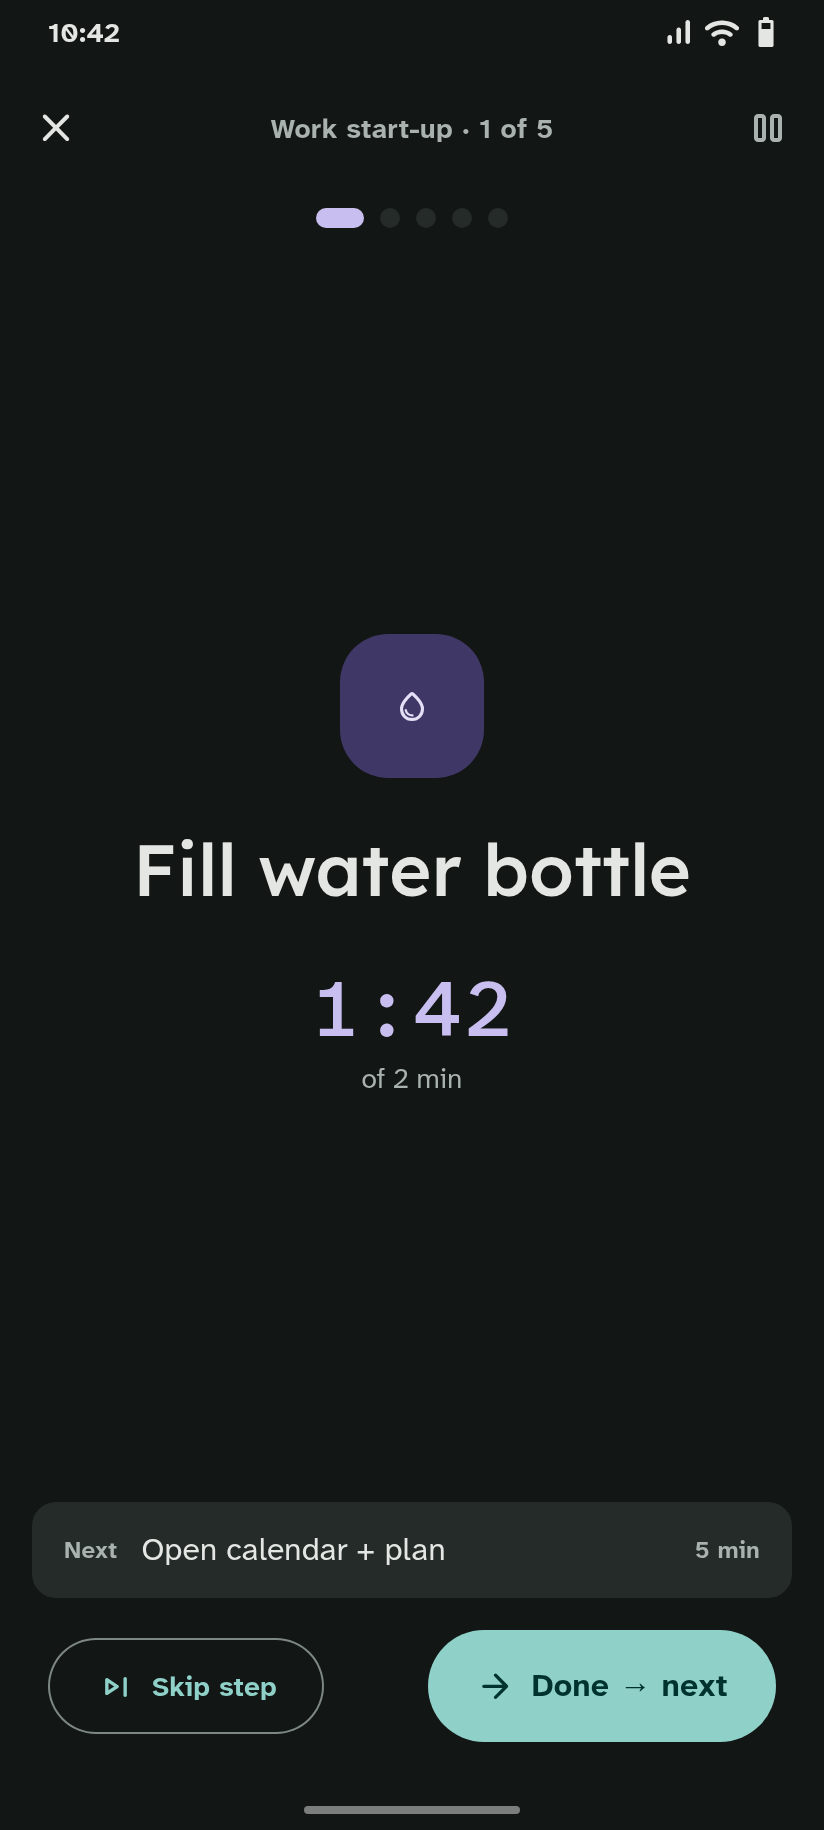 10:42
Work start-up · 1 of 5
Fill water bottle
1:42
of 2 min
Next Open calendar + plan 5 min
Skip step
Done → next